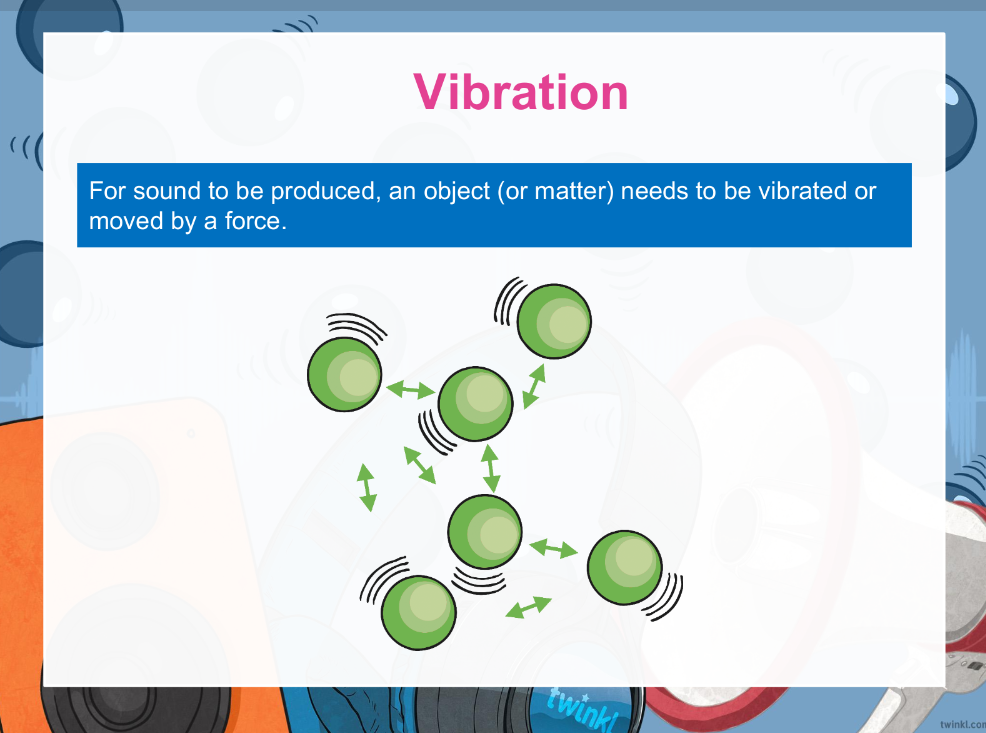 Vibration
For sound to be produced, an object (or matter) needs to be vibrated or
moved by a force.
twinkl
twinkl.com